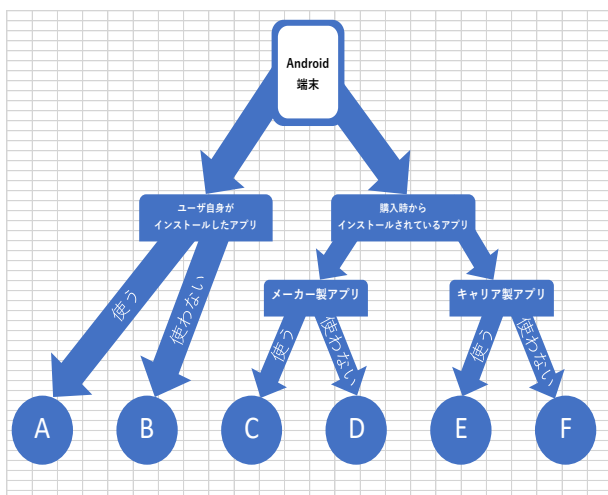 Android
端末
ユーザ自身が
インストールしたアプリ
購入時から
インストールされているアプリ
メーカー製アプリ
キャリア製アプリ
使う
使わない
使う
使わない
使う
使わない
A
B
C
D
E
F